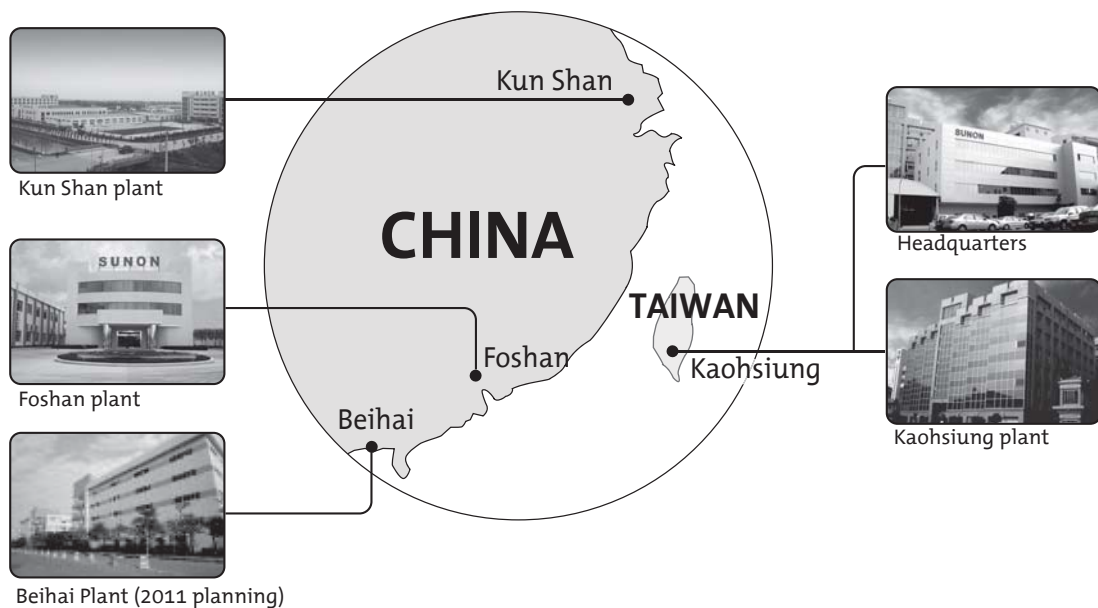 Kun Shan
Kun Shan plant
SUNON
Headquarters
CHINA
SUNON
TAIWAN
Foshan
Kaohsiung
Foshan plant
Beihai
Kaohsiung plant
Beihai Plant (2011 planning)